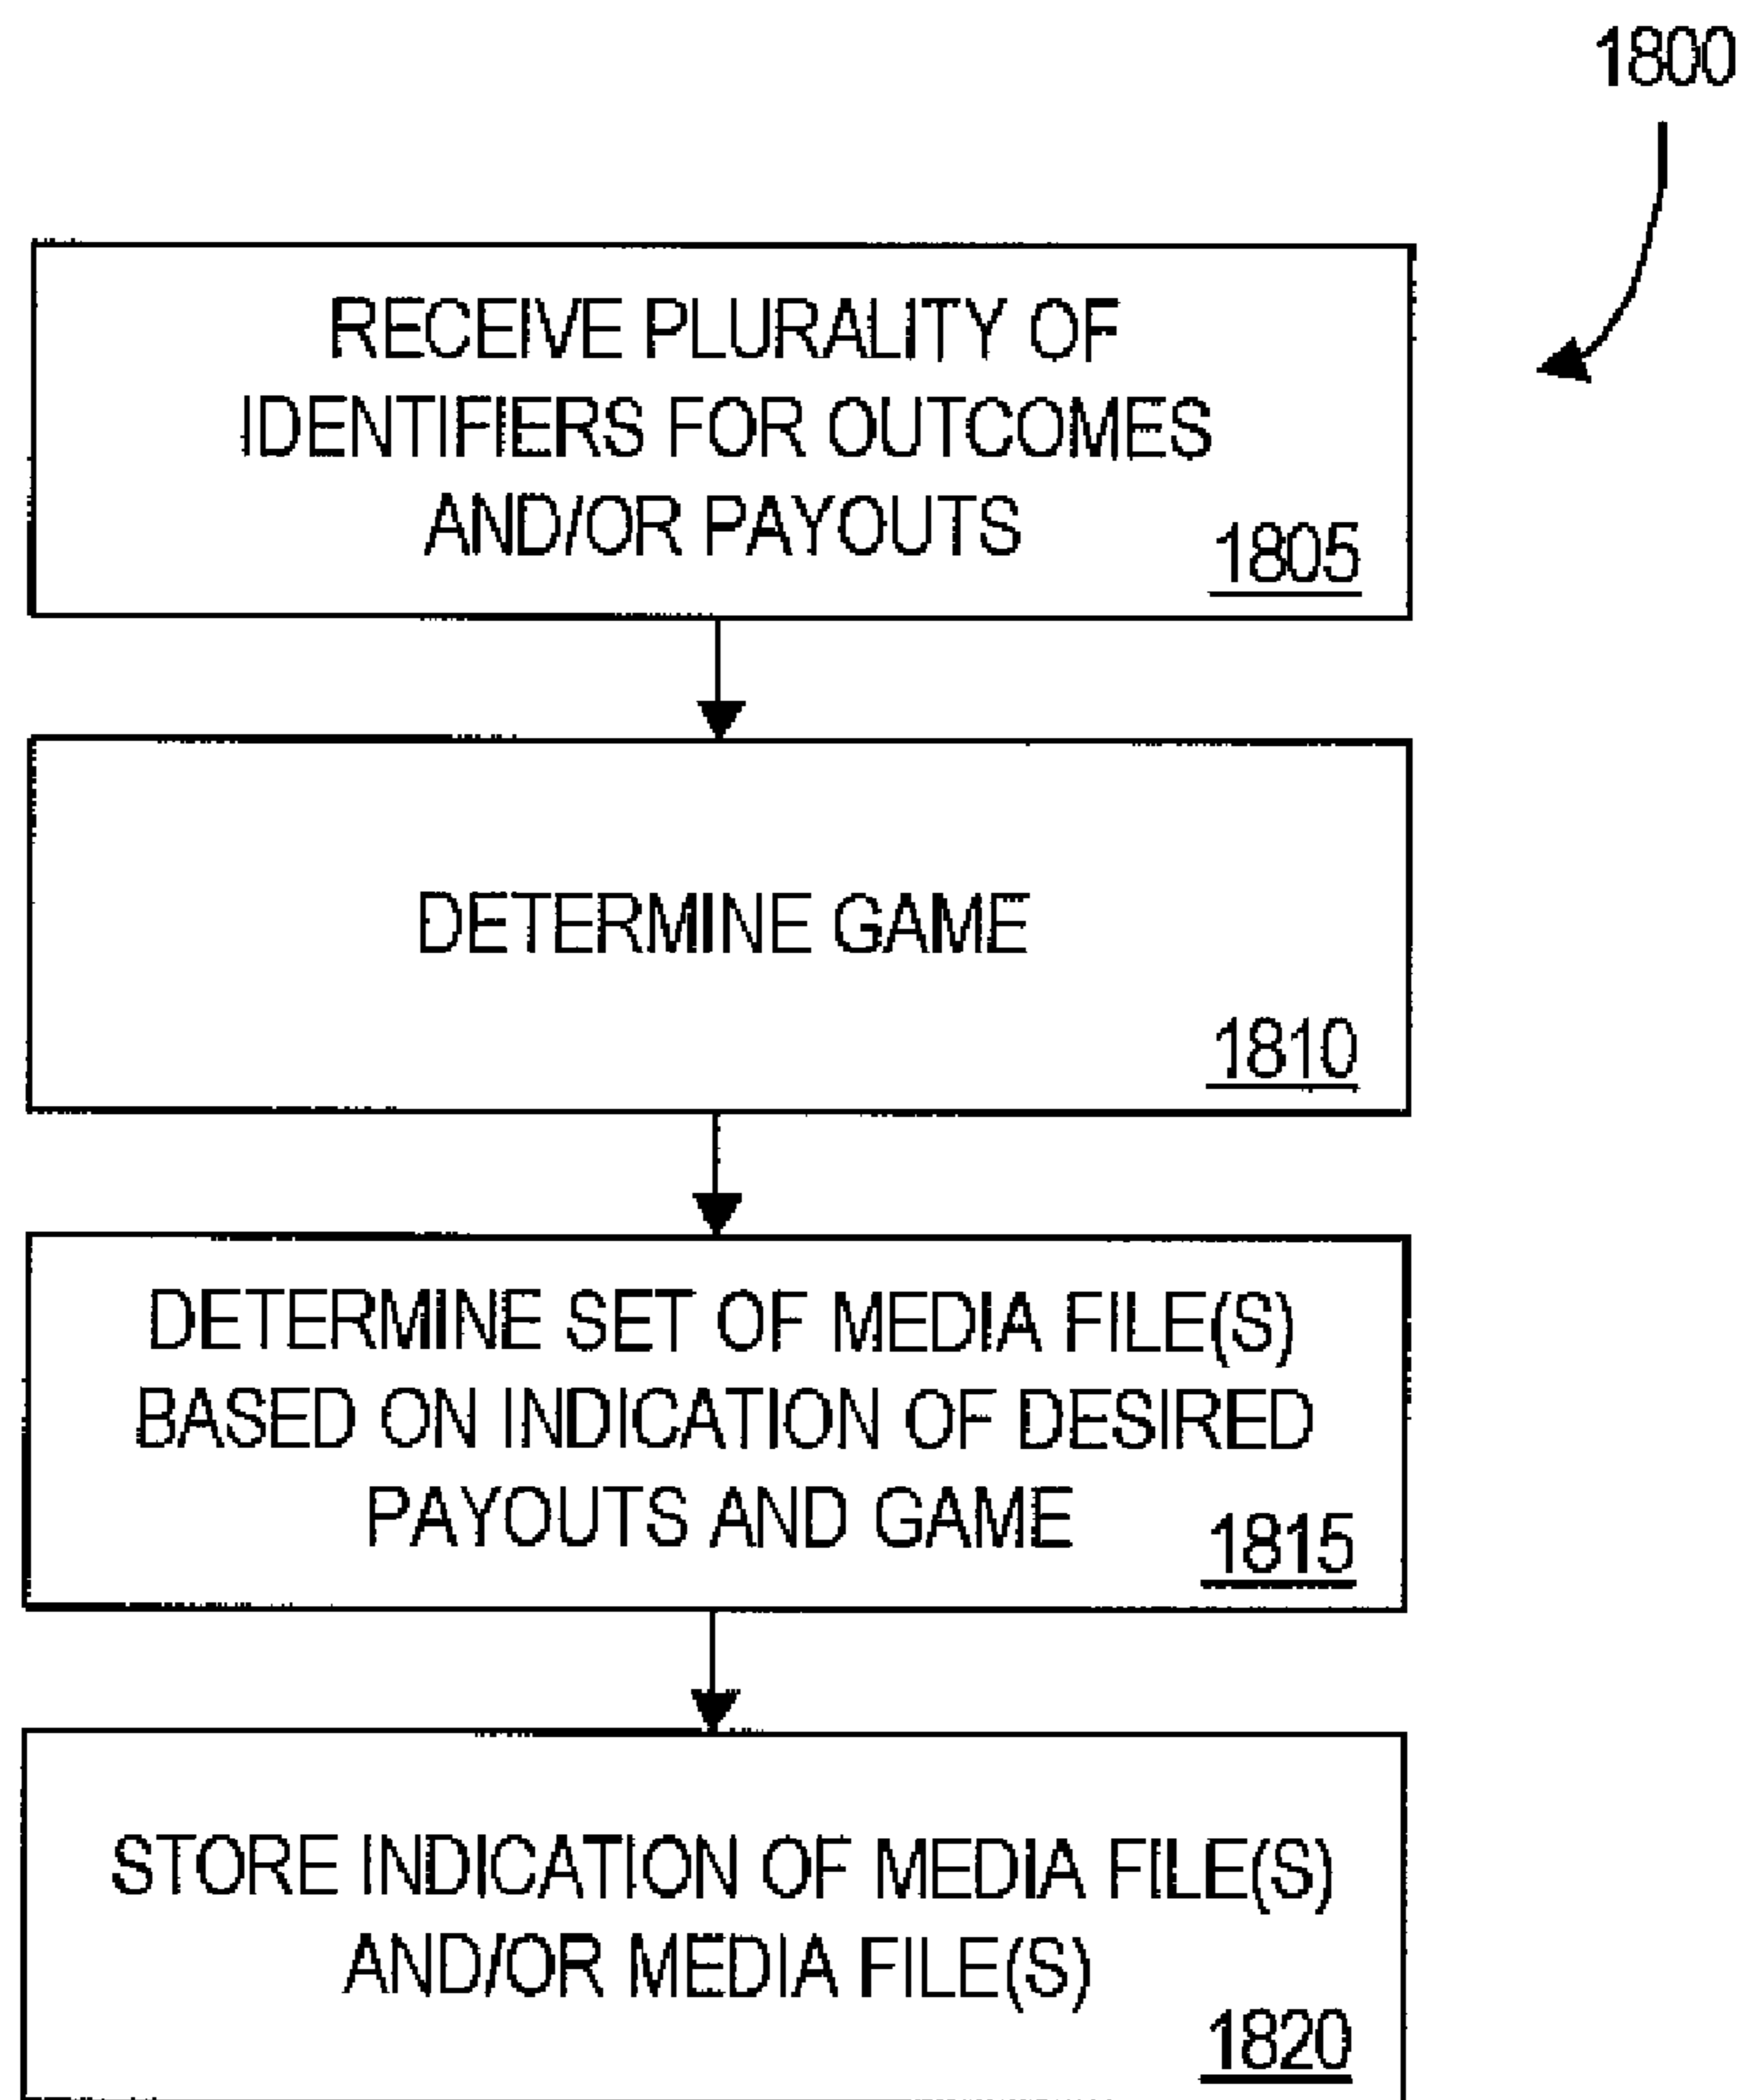 1800
RECEIVE PLURALITY OF
IDENTIFIERS FOR OUTCOMES
AND/OR PAYOUTS
1805
DETERMINE GAME
1810
DETERMINE SET OF MEDIA FILE(S)
BASED ON INDICATION OF DESIRED
PAYOUTS AND GAME
1815
STORE INDICATION OF MEDIA FILE(S)
AND/OR MEDIA FILE(S)
1820